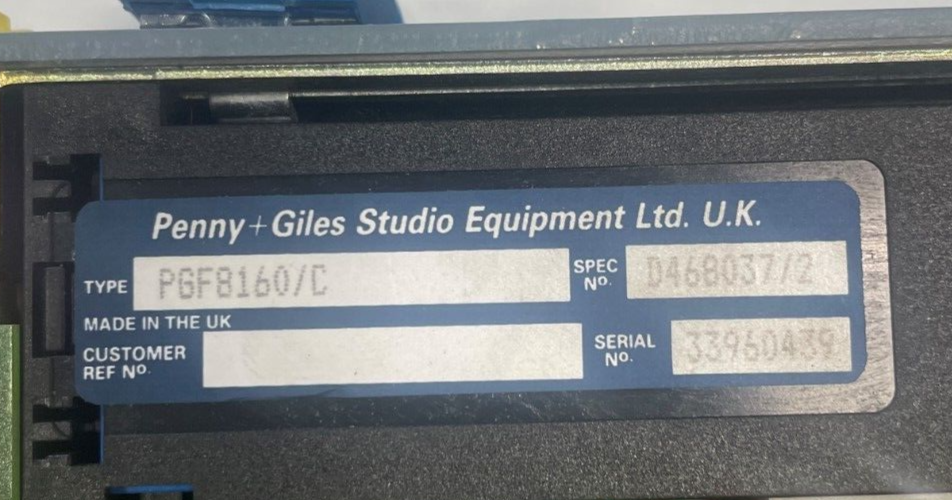 Penny+Giles Studio Equipment Ltd. U.K.
TYPE PGF8160/C SPEC No. D468037/2
MADE IN THE UK
CUSTOMER REF No. SERIAL No. 33960439